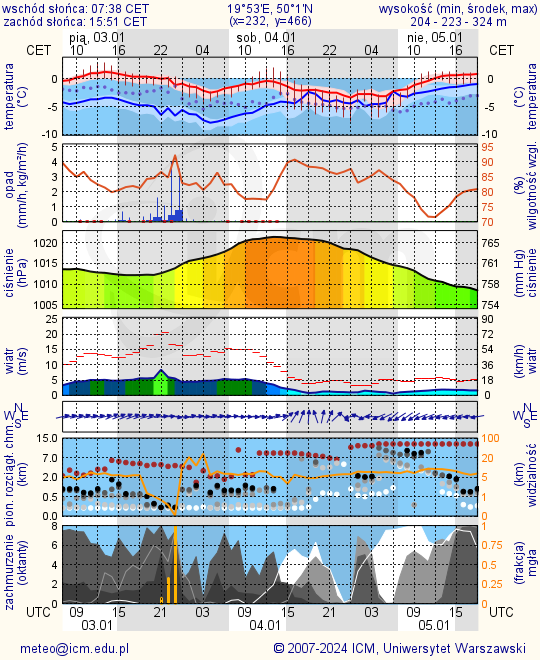 wschód słońca: 07:38 CET 19°53'E, 50°1'N wysokość (min, środek, max)
zachód słońca: 15:51 CET (x=232, y=466) 204 - 223 - 324 m
pią, 03.01 sob, 04.01 nie, 05.01
CET 10 16 22 04 10 16 22 04 10 16 CET
temperatura (°C) 0 -5 -10 0 -5 -10 (°C) temperatura
opad (mm/h, kg/m²/h) 5 4 3 2 1 0 95 90 85 80 75 70 (%) wilgotność wzgl.
ciśnienie (hPa) 1020 1015 1010 1005 765 761 758 754 (mm Hg) ciśnienie
wiatr (m/s) 25 20 15 10 5 0 90 72 54 36 18 0 (km/h) wiatr
N W E S N W E S
pion. rozciągł. chm. (km) 15.0 7.0 2.0 0.5 0.0 100 20 5 1 0 (km) widzialność
zachmurzenie (oktanty) 8 6 4 2 0 1 0.75 0.5 0.25 0 (frakcja) mgła
UTC 09 15 21 03 09 15 21 03 09 15 UTC
03.01 04.01 05.01
meteo@icm.edu.pl © 2007-2024 ICM, Uniwersytet Warszawski